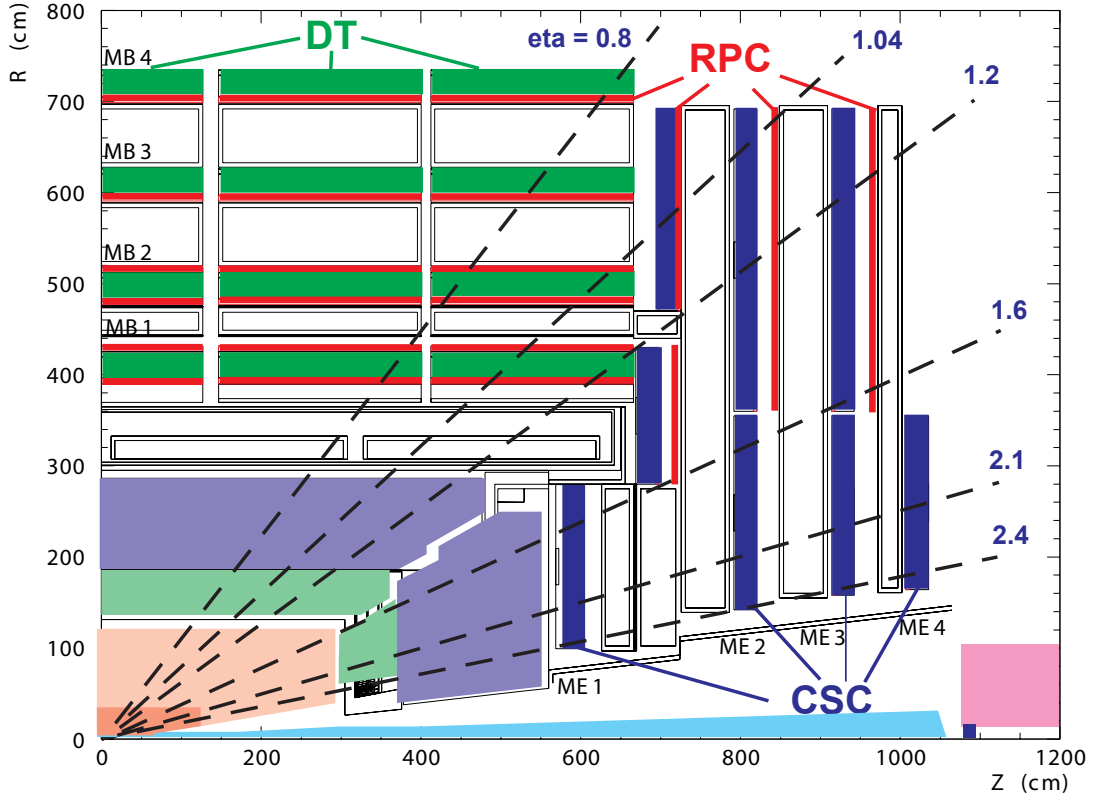 R (cm)
800
700
600
500
400
300
200
100
0
MB 4
MB 3
MB 2
MB 1
DT
eta = 0.8
1.04
RPC
1.2
1.6
2.1
2.4
ME 1
ME 2
ME 3
ME 4
CSC
0
200
400
600
800
1000
1200
Z (cm)